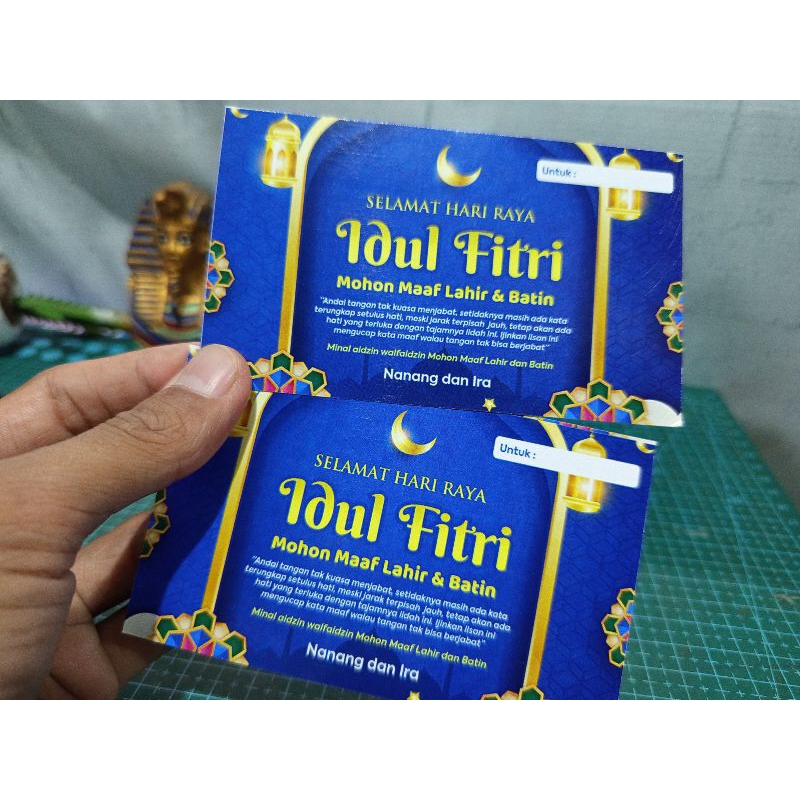 Untuk :
SELAMAT HARI RAYA
Idul Fitri
Mohon Maaf Lahir & Batin
"Andai tangan tak kuasa menjabat, setidaknya masih ada kata
terungkap setulus hati, meski jarak terpisah jauh, tetap akan ada
hati yang terluka dengan tajamnya lidah ini. Ijinkan lisan ini
mengucap kata maaf walau tangan tak bisa berjabat"
Minal aidzin walfaidzin Mohon Maaf Lahir dan Batin
Nanang dan Ira
Untuk :
SELAMAT HARI RAYA
Idul Fitri
Mohon Maaf Lahir & Batin
"Andai tangan tak kuasa menjabat, setidaknya masih ada kata
terungkap setulus hati, meski jarak terpisah jauh, tetap akan ada
hati yang terluka dengan tajamnya lidah ini. Ijinkan lisan ini
mengucap kata maaf walau tangan tak bisa berjabat"
Minal aidzin walfaidzin Mohon Maaf Lahir dan Batin
Nanang dan Ira